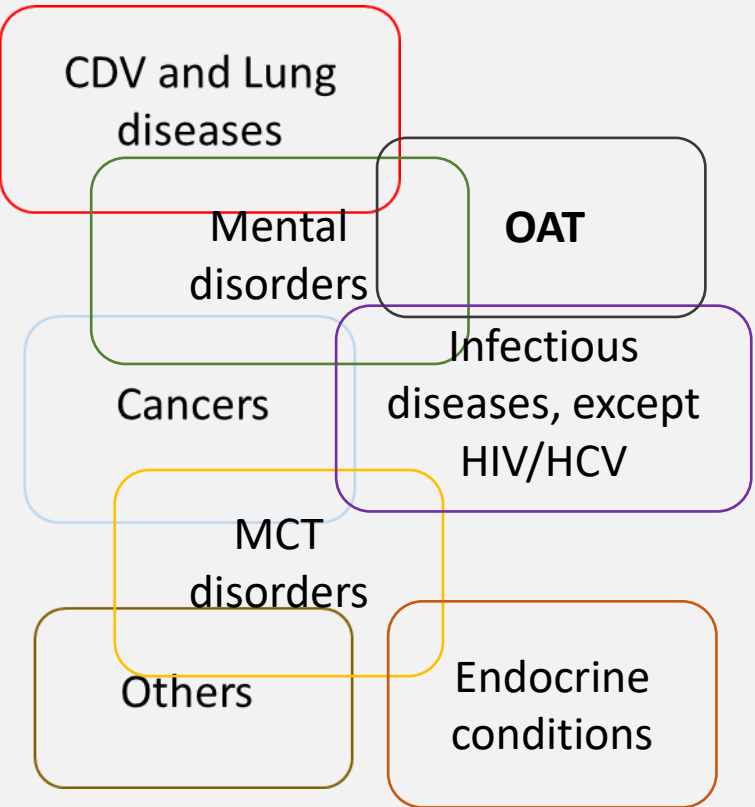 CDV and Lung
diseases
Mental
disorders
OAT
Infectious
diseases, except
HIV/HCV
Cancers
MCT
disorders
Others
Endocrine
conditions